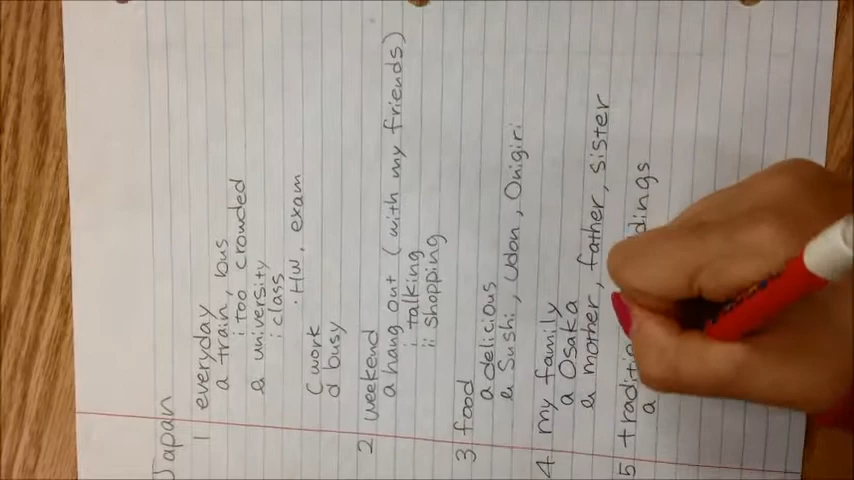 Japan
1 everyday
a train, bus
i too crowded
b university
i class
· HW, exam
c work
d busy
2 weekend
a hang out (with my friends)
i talking
ii shopping
3 food
a delicious
b Sushi, Udon, Onigiri
4 my family
a Osaka
b mother, father, sister
5
a